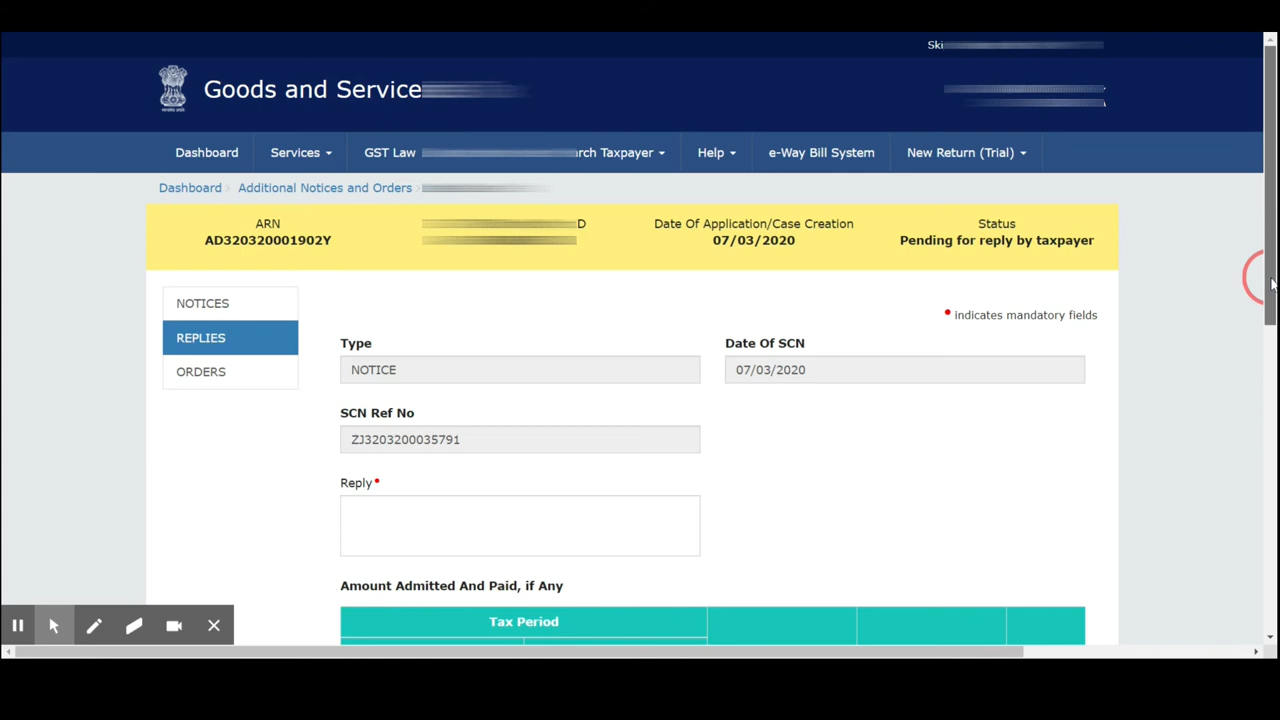 Ski
Goods and Service
Dashboard Services GST Law rch Taxpayer Help e-Way Bill System New Return (Trial)
Dashboard Additional Notices and Orders
ARN D Date Of Application/Case Creation Status
AD320320001902Y 07/03/2020 Pending for reply by taxpayer
NOTICES
REPLIES
ORDERS
• indicates mandatory fields
Type Date Of SCN
NOTICE 07/03/2020
SCN Ref No
ZJ3203200035791
Reply•
Amount Admitted And Paid, if Any
Tax Period